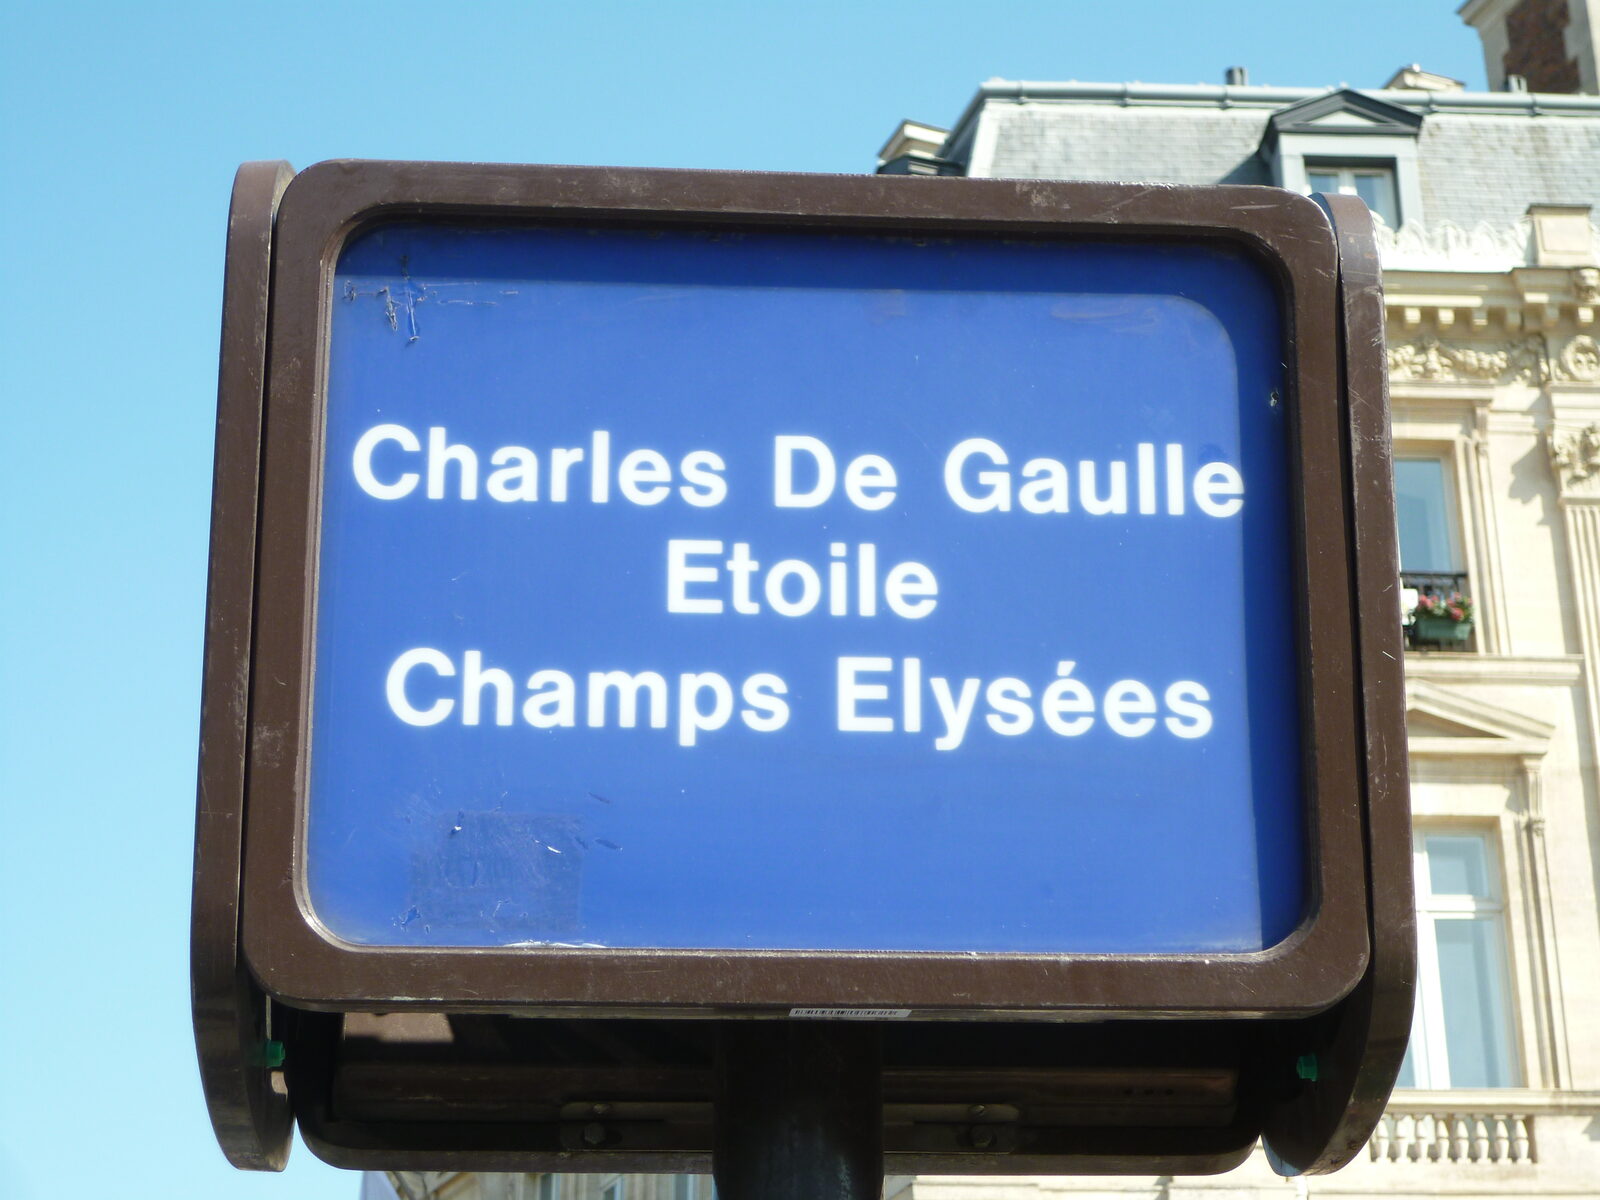 Charles De Gaulle
Etoile
Champs Elysées